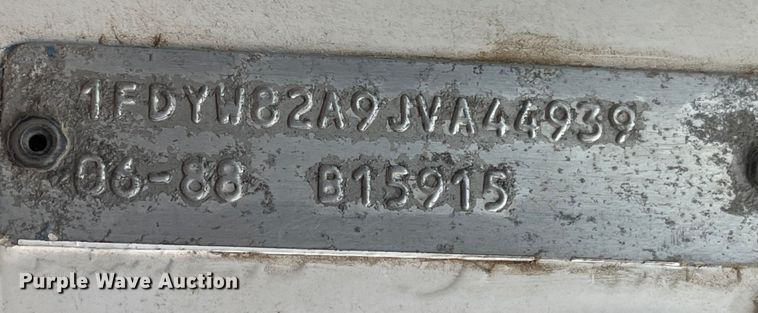 1FDYW82A9JVA44939
06-88 B15915
Purple Wave Auction